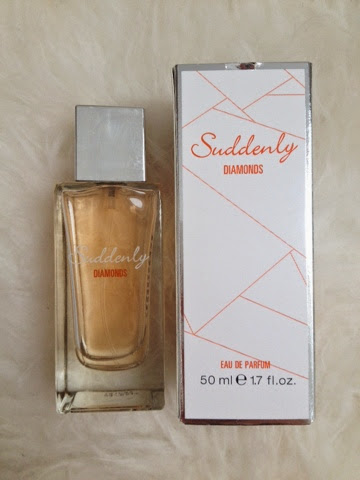 Suddenly
DIAMONDS
Suddenly
DIAMONDS
EAU DE PARFUM
50 ml ℮ 1.7 fl.oz.